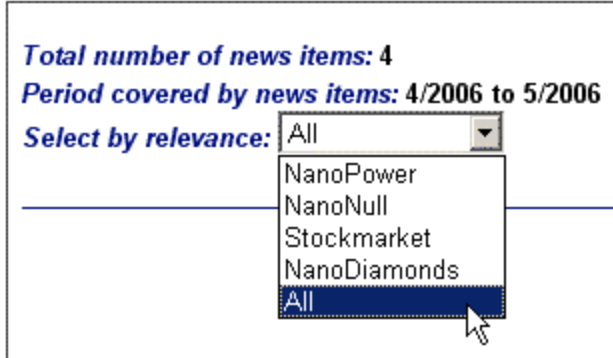 Total number of news items: 4
Period covered by news items: 4/2006 to 5/2006
Select by relevance: All
NanoPower
NanoNull
Stockmarket
NanoDiamonds
All